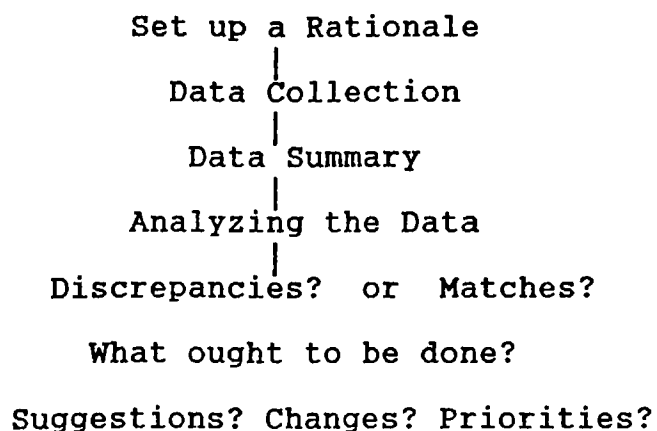 Set up a Rationale
Data Collection
Data Summary
Analyzing the Data
Discrepancies? or Matches?
What ought to be done?
Suggestions? Changes? Priorities?